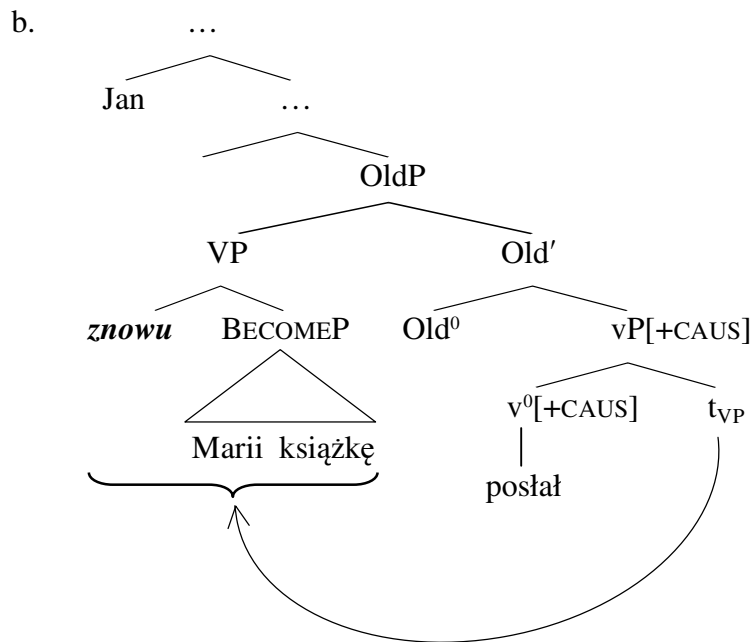 b. …
Jan …
OldP
VP Old′
znowu BECOMEP Old⁰ vP[+CAUS]
v⁰[+CAUS] tVP
Marii książkę
posłał